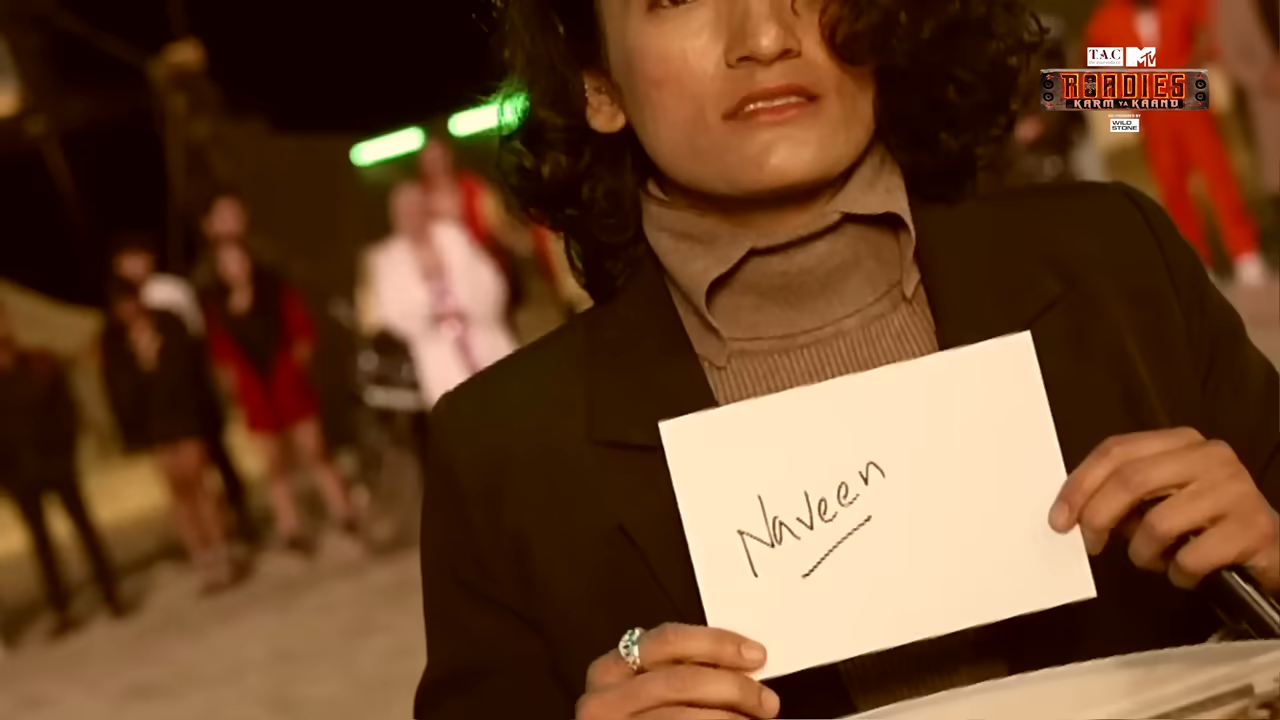 TAC
MTV
ROADIES
KARM YA KAAND
WILD
STONE
Naveen